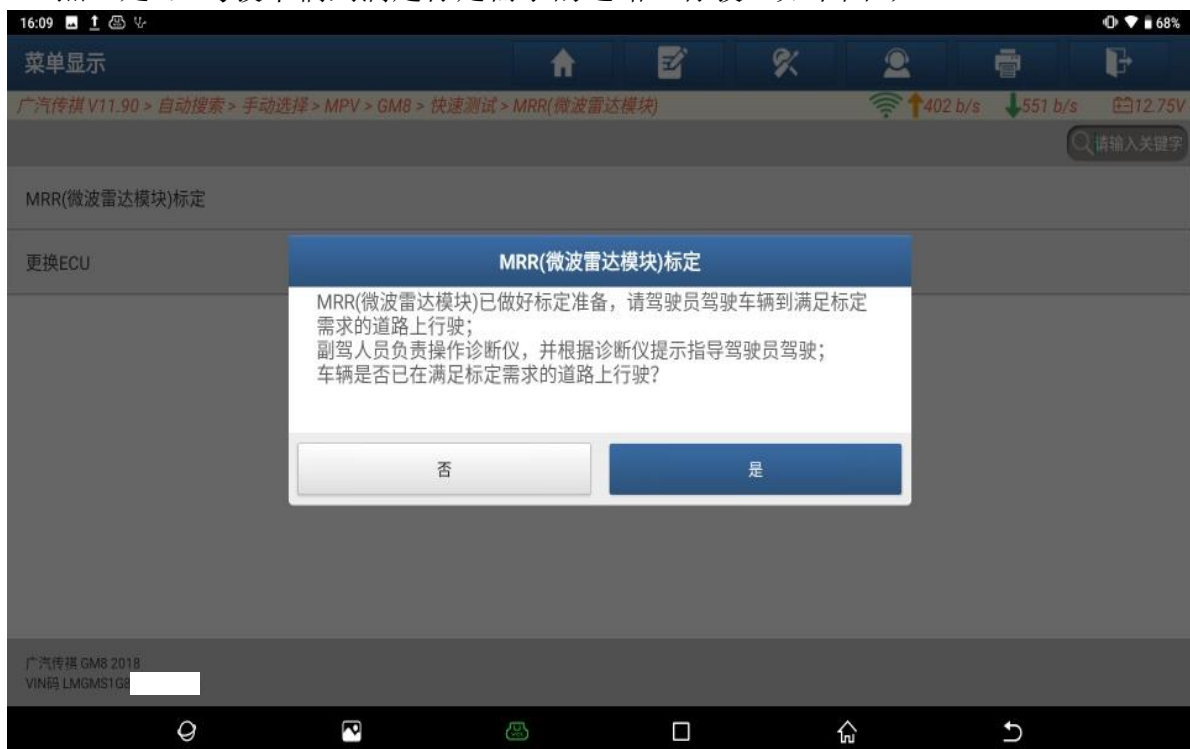 16:09
68%
菜单显示
广汽传祺 V11.90 > 自动搜索 > 手动选择 > MPV > GM8 > 快速测试 > MRR(微波雷达模块)
402 b/s
551 b/s
12.75V
请输入关键字
MRR(微波雷达模块)标定
更换ECU
MRR(微波雷达模块)标定
MRR(微波雷达模块)已做好标定准备，请驾驶员驾驶车辆到满足标定
需求的道路上行驶；
副驾人员负责操作诊断仪，并根据诊断仪提示指导驾驶员驾驶；
车辆是否已在满足标定需求的道路上行驶？
否
是
广汽传祺 GM8 2018
VIN码 LMGMS1G8